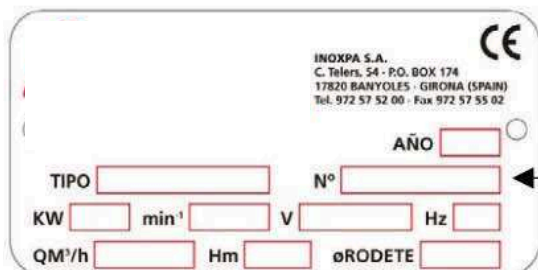 CE
INOXPA S.A.
C. Telers, 54 - P.O. BOX 174
17820 BANYOLES - GIRONA (SPAIN)
Tel. 972 57 52 00 - Fax 972 57 55 02
AÑO
TIPO Nº
KW min⁻¹ V Hz
QM³/h Hm øRODETE